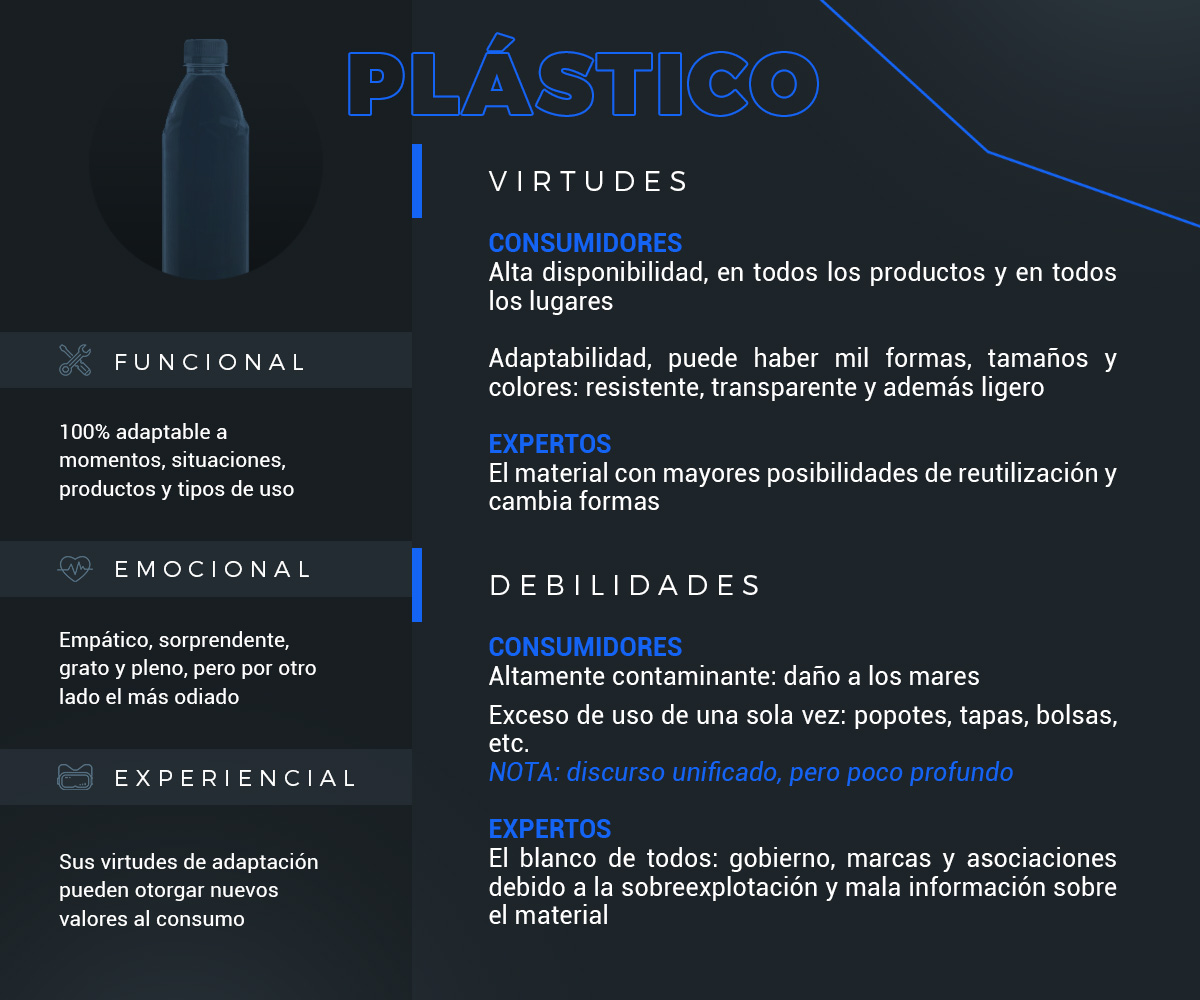 PLÁSTICO
FUNCIONAL
100% adaptable a
momentos, situaciones,
productos y tipos de uso
EMOCIONAL
Empático, sorprendente,
grato y pleno, pero por otro
lado el más odiado
EXPERIENCIAL
Sus virtudes de adaptación
pueden otorgar nuevos
valores al consumo
VIRTUDES
CONSUMIDORES
Alta disponibilidad, en todos los productos y en todos
los lugares
Adaptabilidad, puede haber mil formas, tamaños y
colores: resistente, transparente y además ligero
EXPERTOS
El material con mayores posibilidades de reutilización y
cambia formas
DEBILIDADES
CONSUMIDORES
Altamente contaminante: daño a los mares
Exceso de uso de una sola vez: popotes, tapas, bolsas,
etc.
NOTA: discurso unificado, pero poco profundo
EXPERTOS
El blanco de todos: gobierno, marcas y asociaciones
debido a la sobreexplotación y mala información sobre
el material